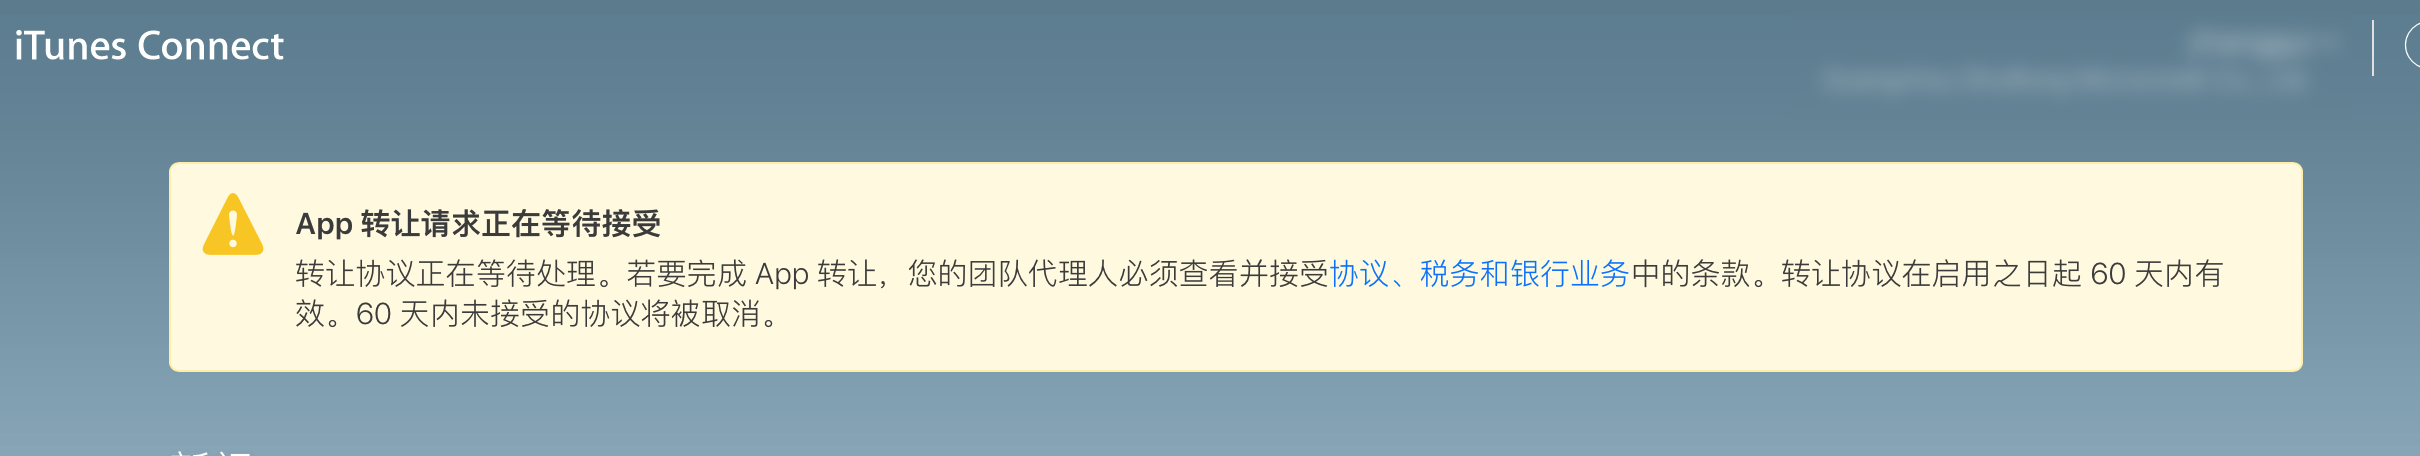 iTunes Connect
App 转让请求正在等待接受
转让协议正在等待处理。若要完成 App 转让，您的团队代理人必须查看并接受协议、税务和银行业务中的条款。转让协议在启用之日起 60 天内有
效。60 天内未接受的协议将被取消。